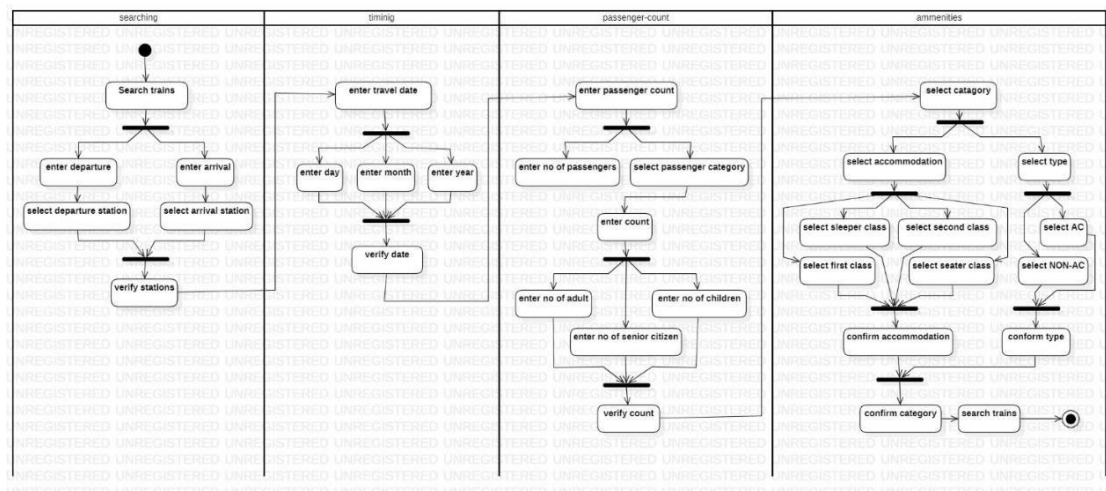 searching
timinig
passenger-count
ammenities
Search trains
enter departure
enter arrival
select departure station
select arrival station
verify stations
enter travel date
enter day
enter month
enter year
verify date
enter passenger count
enter no of passengers
select passenger category
enter count
enter no of adult
enter no of children
enter no of senior citizen
verify count
select catagory
select accommodation
select type
select sleeper class
select second class
select AC
select first class
select seater class
select NON-AC
confirm accommodation
conform type
confirm category
search trains
UNREGISTERED UNREGISTERED UNREGISTERED UNREGISTERED